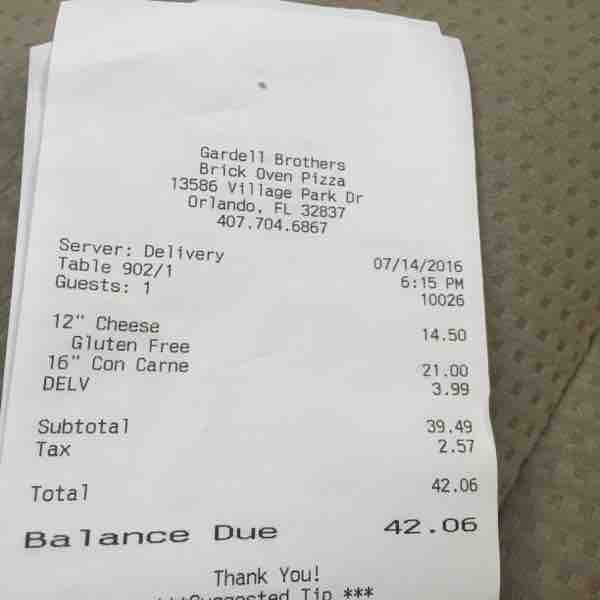 Gardell Brothers
Brick Oven Pizza
13586 Village Park Dr
Orlando, FL 32837
407.704.6867
Server: Delivery 07/14/2016
Table 902/1 6:15 PM
Guests: 1 10026
12" Cheese 14.50
Gluten Free
16" Con Carne 21.00
DELV 3.99
Subtotal 39.49
Tax 2.57
Total 42.06
Balance Due 42.06
Thank You!
***Suggested Tip ***